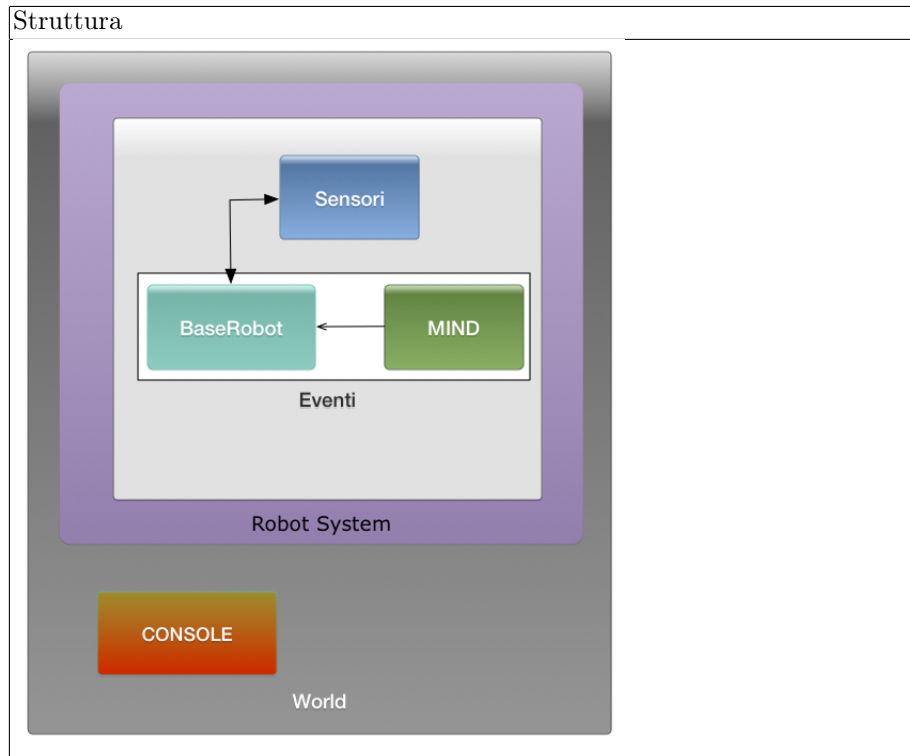 Struttura
Sensori
BaseRobot
MIND
Eventi
Robot System
CONSOLE
World